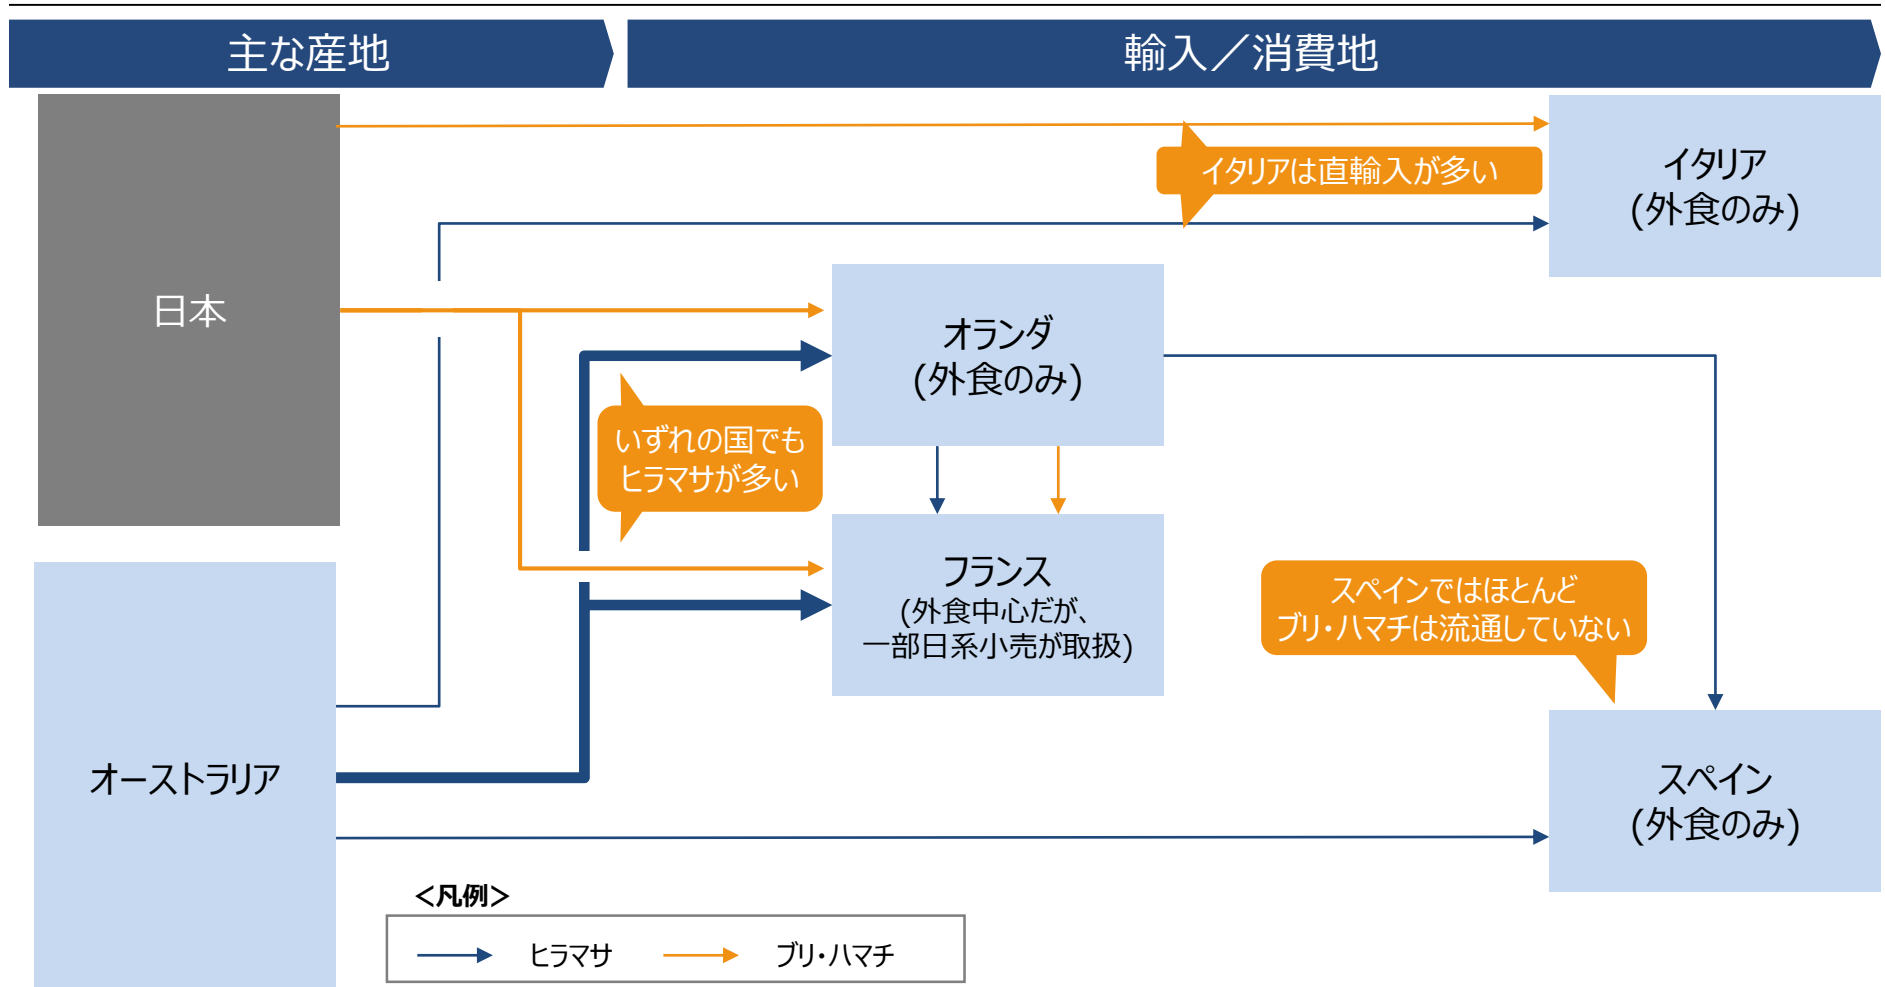 主な産地
輸入／消費地
日本
イタリアは直輸入が多い
イタリア
(外食のみ)
オランダ
(外食のみ)
いずれの国でも
ヒラマサが多い
フランス
(外食中心だが、
一部日系小売が取扱)
スペインではほとんど
ブリ・ハマチは流通していない
オーストラリア
スペイン
(外食のみ)
＜凡例＞
ヒラマサ
ブリ・ハマチ